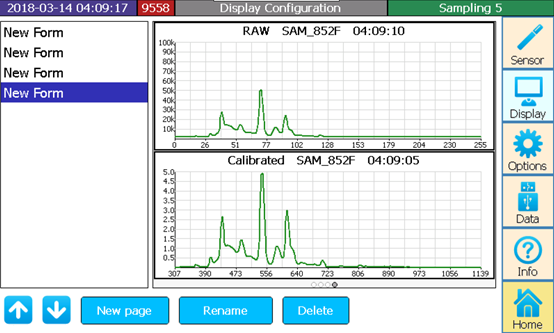 2018-03-14 04:09:17 9558 Display Configuration Sampling 5
New Form
New Form
New Form
New Form
RAW SAM_852F 04:09:10
100k
90k
80k
70k
60k
50k
40k
30k
20k
10k
0 26 51 77 102 128 153 179 204 230 255
Calibrated SAM_852F 04:09:05
5.0
4.5
4.0
3.5
3.0
2.5
2.0
1.5
1.0
0.5
307 390 473 556 640 723 806 890 973 1056 1139
Sensor
Display
Options
Data
Info
Home
New page Rename Delete